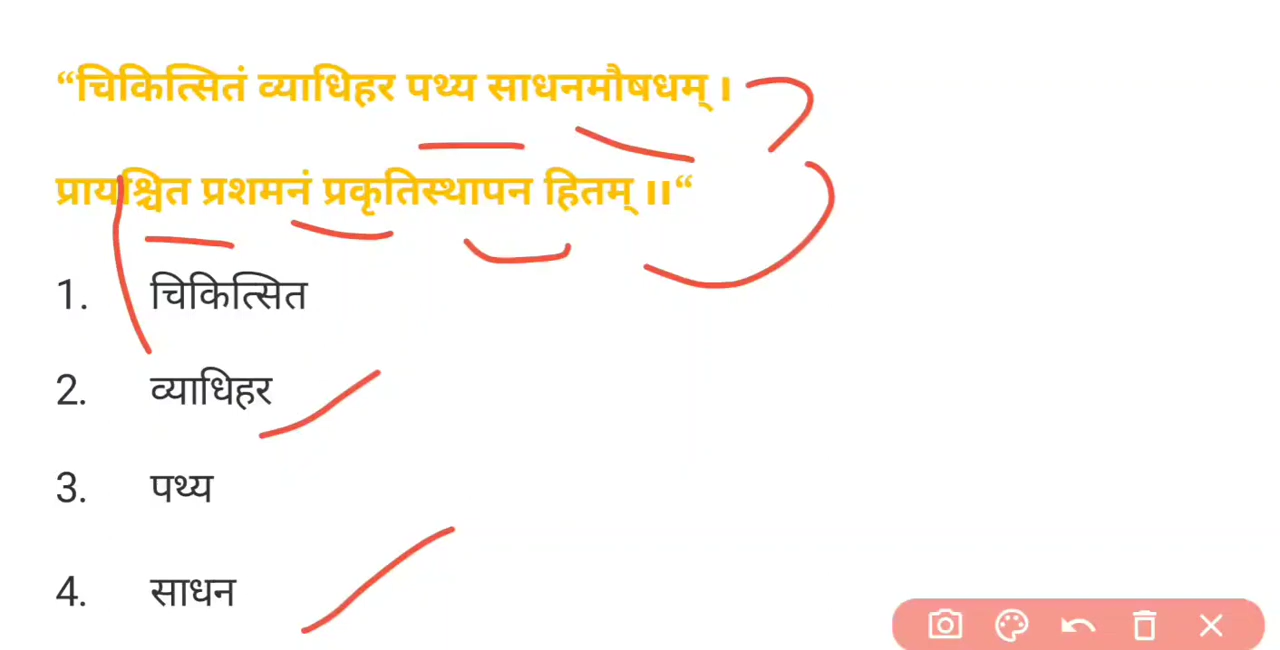 “चिकित्सितं व्याधिहर पथ्य साधनमौषधम् ।
प्रायश्चित प्रशमनं प्रकृतिस्थापन हितम् ।।“
1. चिकित्सित
2. व्याधिहर
3. पथ्य
4. साधन